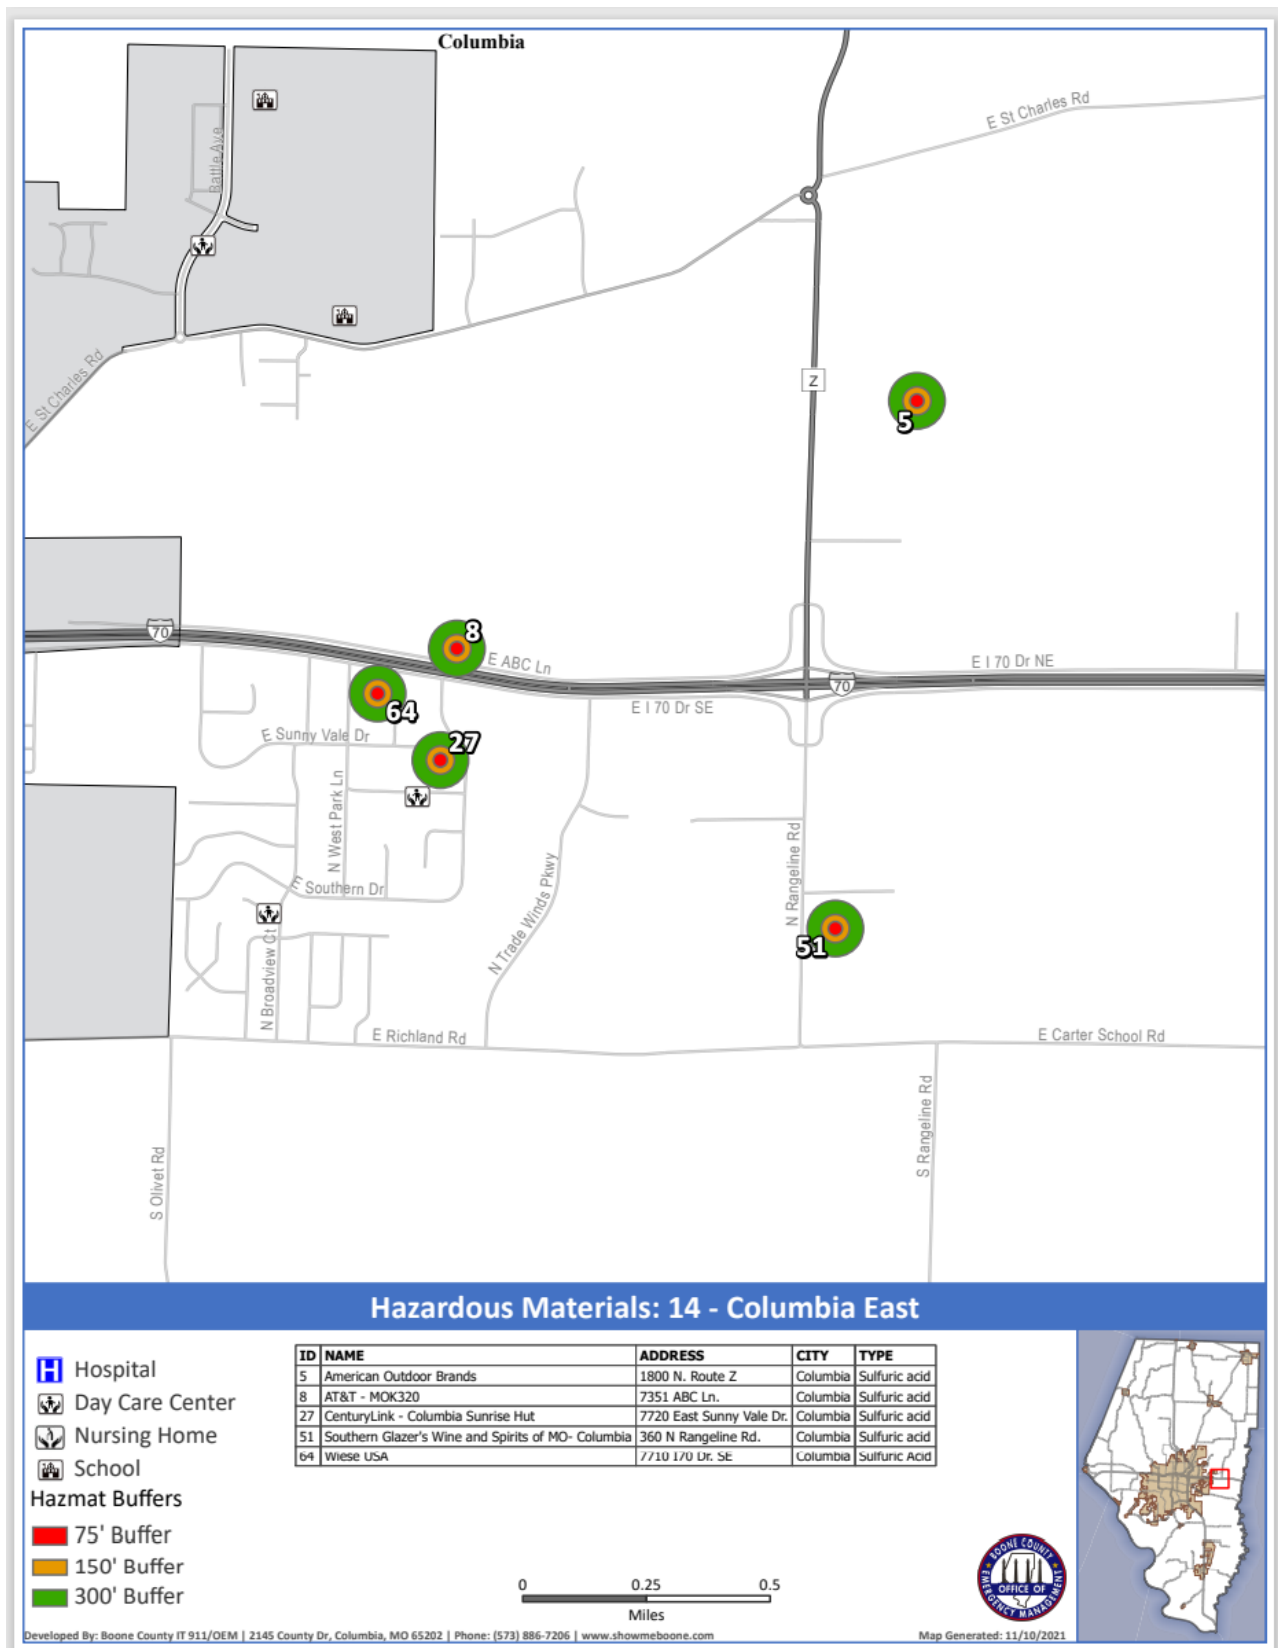 Columbia
E St Charles Rd
Battle Ave
E St Charles Rd
Z
5
70
8
E ABC Ln
E I 70 Dr NE
70
64
E I 70 Dr SE
E Sunny Vale Dr
27
N West Park Ln
N Rangeline Rd
E Southern Dr
N Trade Winds Pkwy
51
N Broadview Ct
E Richland Rd
E Carter School Rd
S Olivet Rd
S Rangeline Rd
Hazardous Materials: 14 - Columbia East
H Hospital
Day Care Center
Nursing Home
School
Hazmat Buffers
75' Buffer
150' Buffer
300' Buffer
ID NAME ADDRESS CITY TYPE
5 American Outdoor Brands 1800 N. Route Z Columbia Sulfuric acid
8 AT&T - MOK320 7351 ABC Ln. Columbia Sulfuric acid
27 CenturyLink - Columbia Sunrise Hut 7720 East Sunny Vale Dr. Columbia Sulfuric acid
51 Southern Glazer's Wine and Spirits of MO- Columbia 360 N Rangeline Rd. Columbia Sulfuric acid
64 Wiese USA 7710 I70 Dr. SE Columbia Sulfuric Acid
0 0.25 0.5
Miles
BOONE COUNTY
OFFICE OF
EMERGENCY MANAGEMENT
Developed By: Boone County IT 911/OEM | 2145 County Dr, Columbia, MO 65202 | Phone: (573) 886-7206 | www.showmeboone.com
Map Generated: 11/10/2021